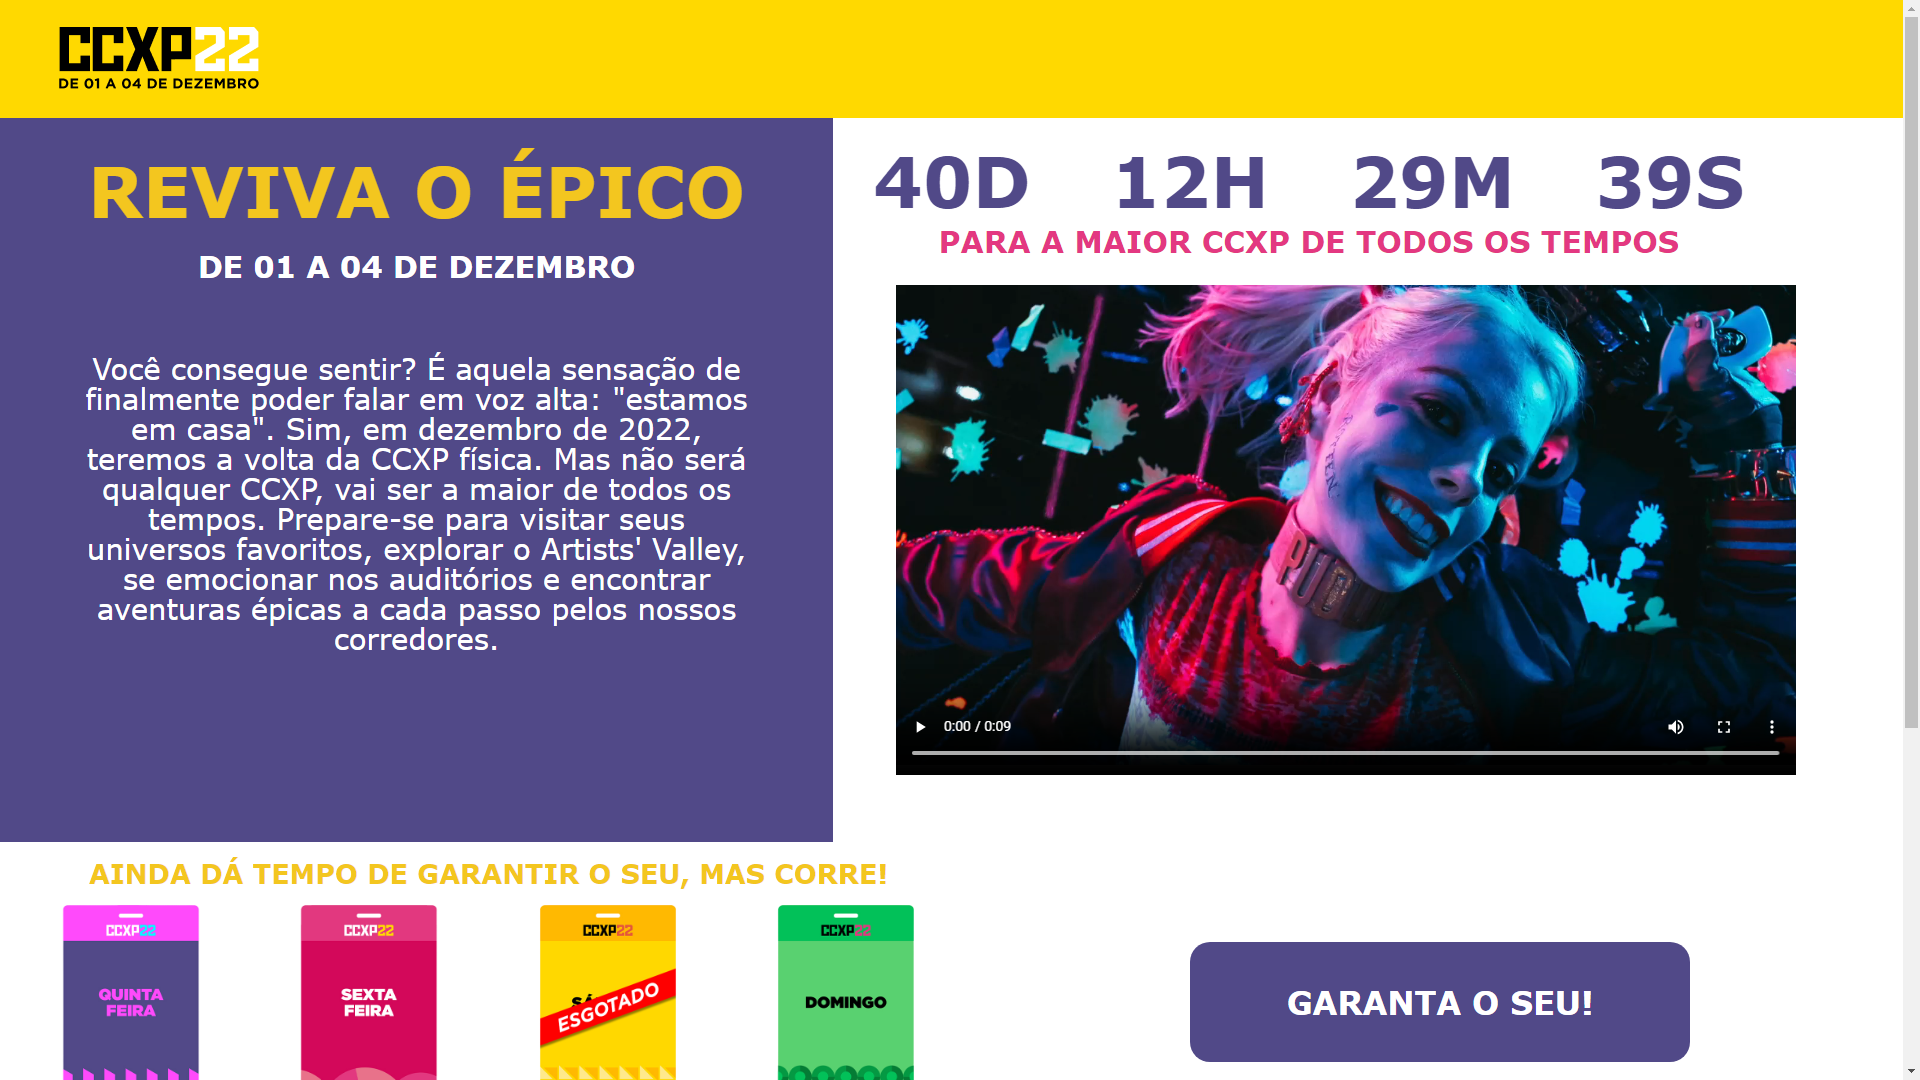 CCXP22
DE 01 A 04 DE DEZEMBRO
REVIVA O ÉPICO
DE 01 A 04 DE DEZEMBRO
Você consegue sentir? É aquela sensação de
finalmente poder falar em voz alta: "estamos
em casa". Sim, em dezembro de 2022,
teremos a volta da CCXP física. Mas não será
qualquer CCXP, vai ser a maior de todos os
tempos. Prepare-se para visitar seus
universos favoritos, explorar o Artists' Valley,
se emocionar nos auditórios e encontrar
aventuras épicas a cada passo pelos nossos
corredores.
40D 12H 29M 39S
PARA A MAIOR CCXP DE TODOS OS TEMPOS
PUD
0:00 / 0:09
AINDA DÁ TEMPO DE GARANTIR O SEU, MAS CORRE!
CCXP22
QUINTA
FEIRA
CCXP22
SEXTA
FEIRA
CCXP22
ESGOTADO
CCXP22
DOMINGO
GARANTA O SEU!